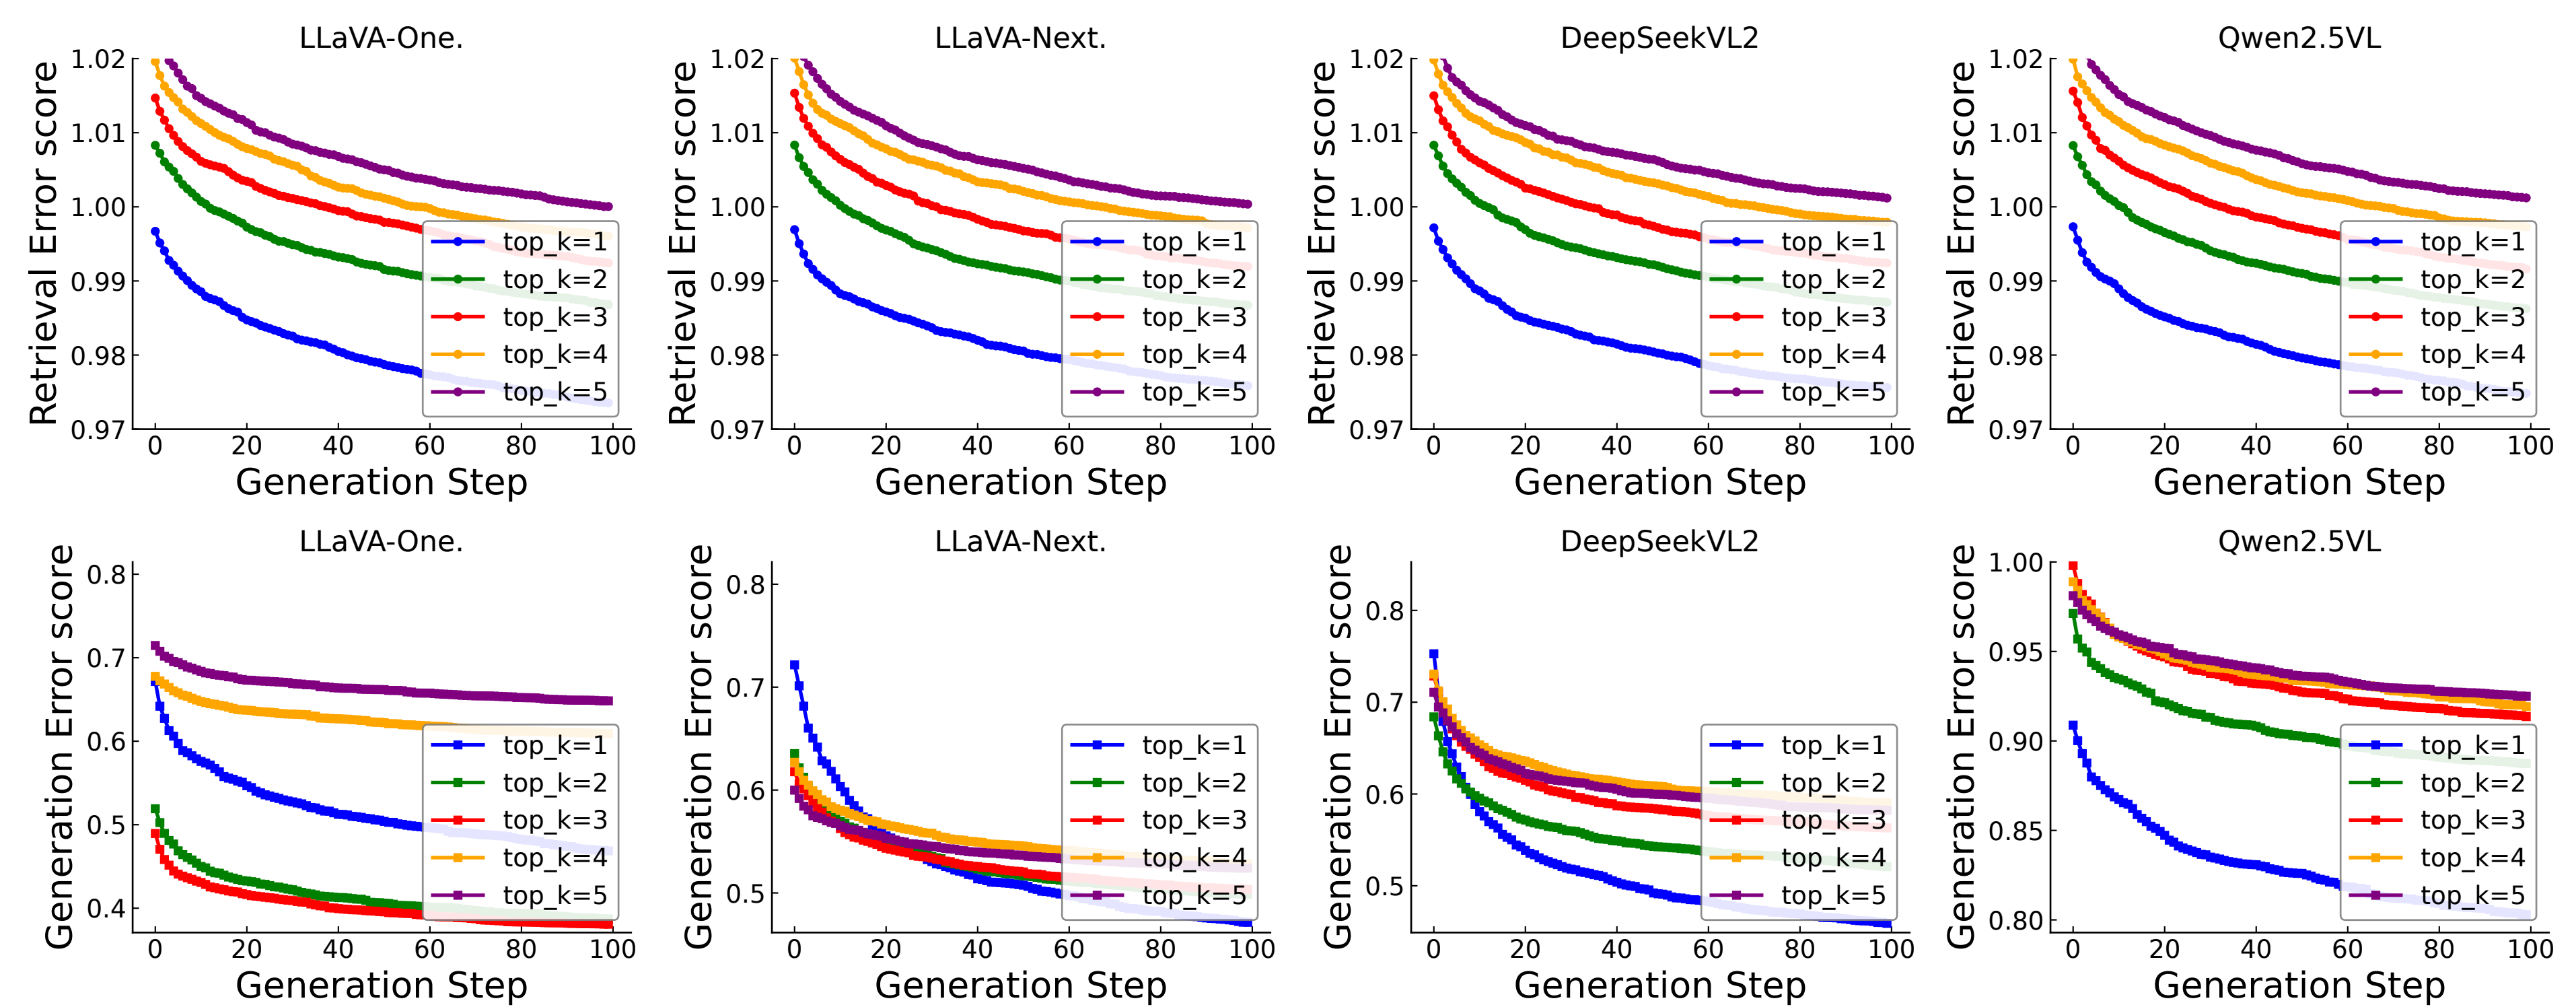 LLaVA-One.
Retrieval Error score
1.02
1.01
1.00
0.99
0.98
0.97
top_k=1
top_k=2
top_k=3
top_k=4
top_k=5
0 20 40 60 80 100
Generation Step
LLaVA-Next.
Retrieval Error score
1.02
1.01
1.00
0.99
0.98
0.97
top_k=1
top_k=2
top_k=3
top_k=4
top_k=5
0 20 40 60 80 100
Generation Step
DeepSeekVL2
Retrieval Error score
1.02
1.01
1.00
0.99
0.98
0.97
top_k=1
top_k=2
top_k=3
top_k=4
top_k=5
0 20 40 60 80 100
Generation Step
Qwen2.5VL
Retrieval Error score
1.02
1.01
1.00
0.99
0.98
0.97
top_k=1
top_k=2
top_k=3
top_k=4
top_k=5
0 20 40 60 80 100
Generation Step
LLaVA-One.
Generation Error score
0.8
0.7
0.6
0.5
0.4
top_k=1
top_k=2
top_k=3
top_k=4
top_k=5
0 20 40 60 80 100
Generation Step
LLaVA-Next.
Generation Error score
0.8
0.7
0.6
0.5
top_k=1
top_k=2
top_k=3
top_k=4
top_k=5
0 20 40 60 80 100
Generation Step
DeepSeekVL2
Generation Error score
0.8
0.7
0.6
0.5
top_k=1
top_k=2
top_k=3
top_k=4
top_k=5
0 20 40 60 80 100
Generation Step
Qwen2.5VL
Generation Error score
1.00
0.95
0.90
0.85
0.80
top_k=1
top_k=2
top_k=3
top_k=4
top_k=5
0 20 40 60 80 100
Generation Step